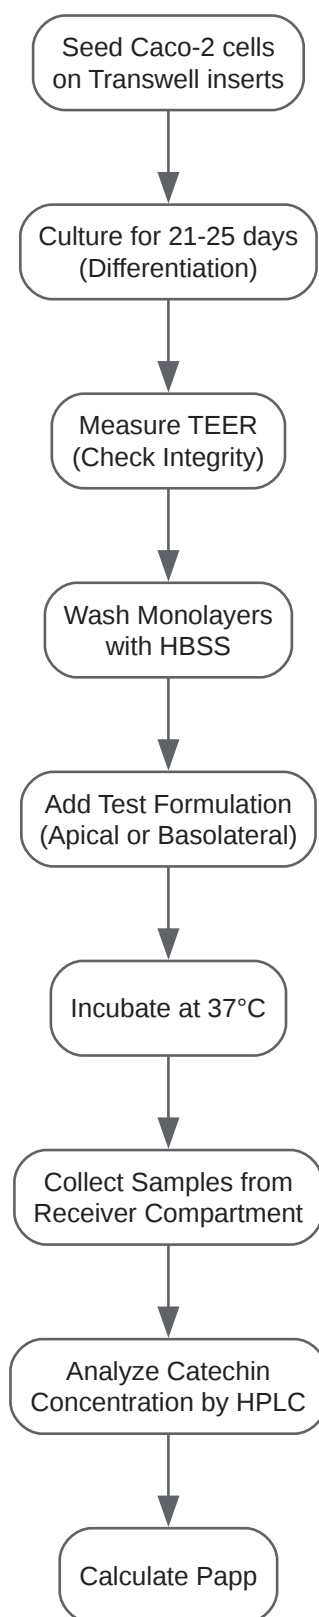 Seed Caco-2 cells
on Transwell inserts
Culture for 21-25 days
(Differentiation)
Measure TEER
(Check Integrity)
Wash Monolayers
with HBSS
Add Test Formulation
(Apical or Basolateral)
Incubate at 37°C
Collect Samples from
Receiver Compartment
Analyze Catechin
Concentration by HPLC
Calculate Papp